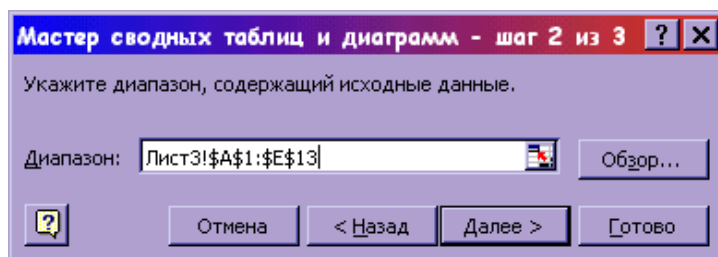 Мастер сводных таблиц и диаграмм - шаг 2 из 3 ? X
Укажите диапазон, содержащий исходные данные.
Диапазон: Лист3!$A$1:$E$13 Обзор...
? Отмена < Назад Далее > Готово